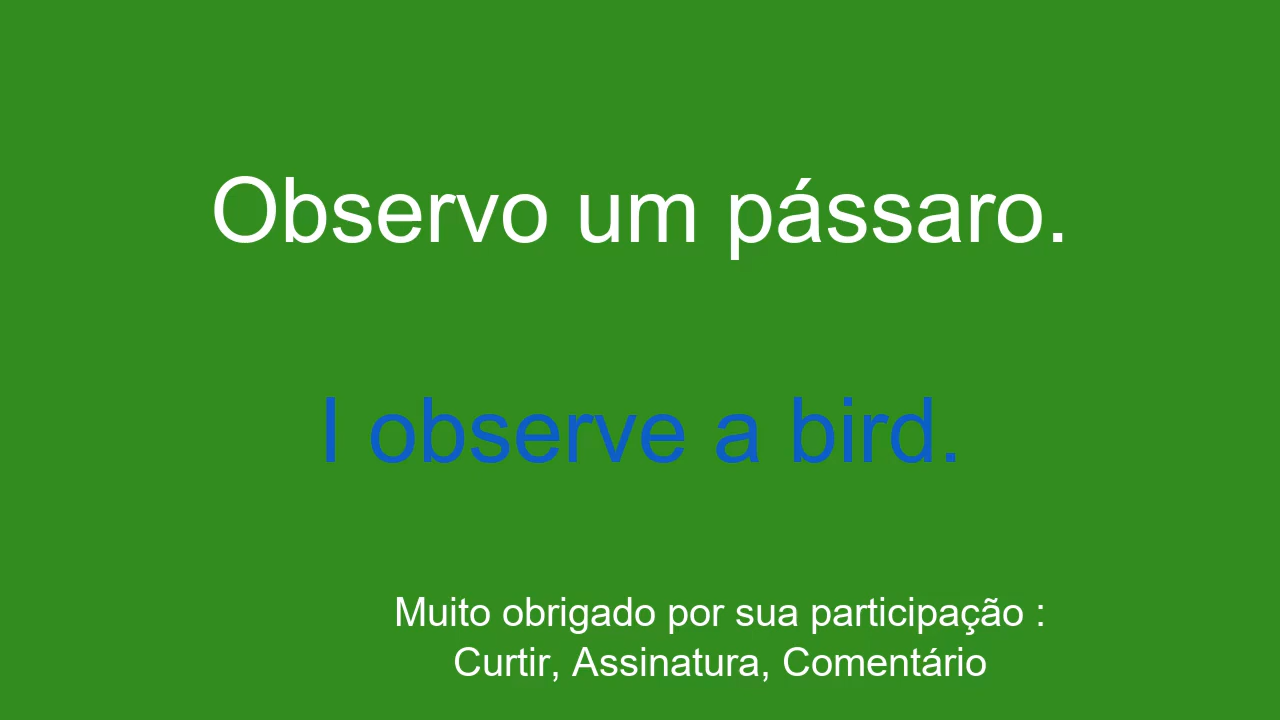 Observo um pássaro.
I observe a bird.
Muito obrigado por sua participação :
Curtir, Assinatura, Comentário